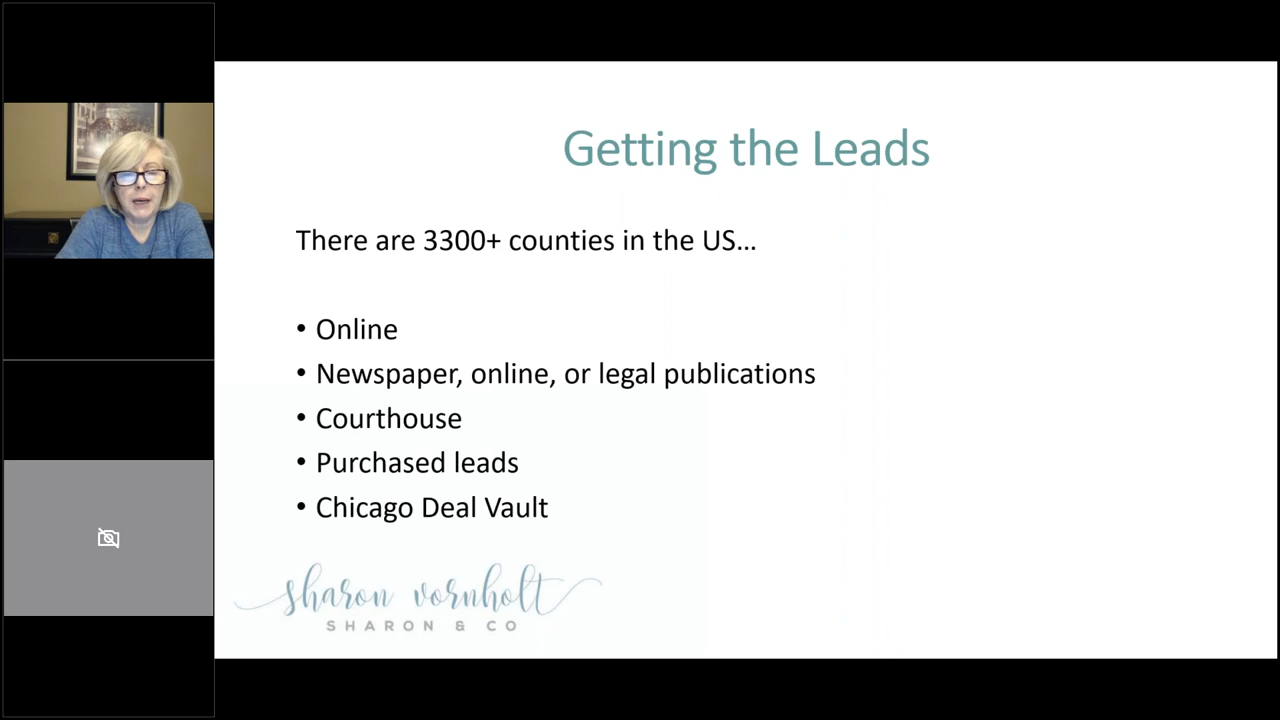 Getting the Leads
There are 3300+ counties in the US...
• Online
• Newspaper, online, or legal publications
• Courthouse
• Purchased leads
• Chicago Deal Vault
sharon vornholt
SHARON & CO